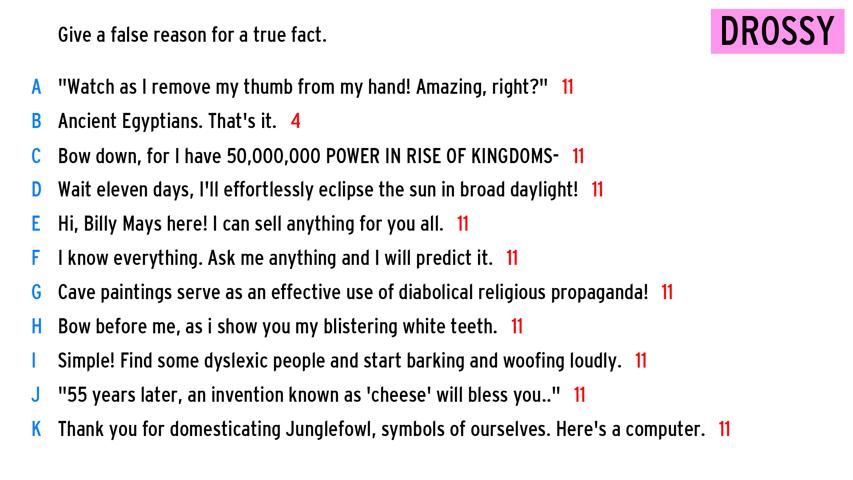 Give a false reason for a true fact.
DROSSY
A "Watch as I remove my thumb from my hand! Amazing, right?" 11
B Ancient Egyptians. That's it. 4
C Bow down, for I have 50,000,000 POWER IN RISE OF KINGDOMS- 11
D Wait eleven days, I'll effortlessly eclipse the sun in broad daylight! 11
E Hi, Billy Mays here! I can sell anything for you all. 11
F I know everything. Ask me anything and I will predict it. 11
G Cave paintings serve as an effective use of diabolical religious propaganda! 11
H Bow before me, as i show you my blistering white teeth. 11
I Simple! Find some dyslexic people and start barking and woofing loudly. 11
J "55 years later, an invention known as 'cheese' will bless you.." 11
K Thank you for domesticating Junglefowl, symbols of ourselves. Here's a computer. 11